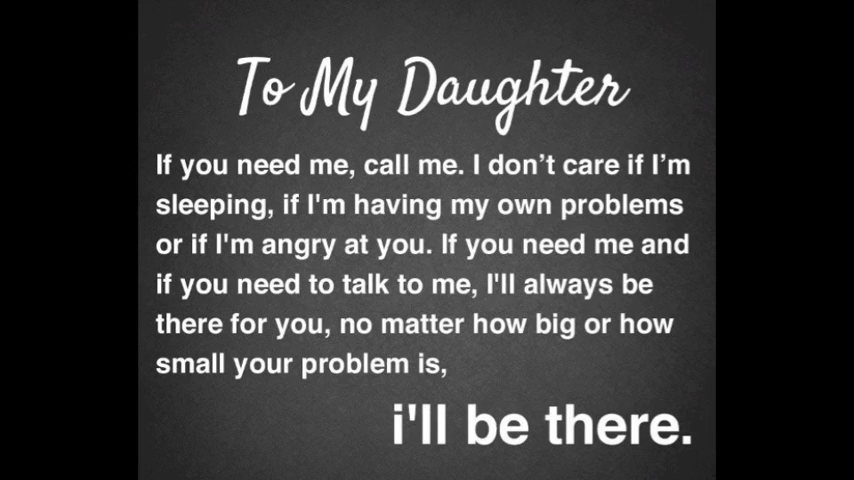 To My Daughter
If you need me, call me. I don’t care if I’m
sleeping, if I'm having my own problems
or if I'm angry at you. If you need me and
if you need to talk to me, I'll always be
there for you, no matter how big or how
small your problem is,
i'll be there.